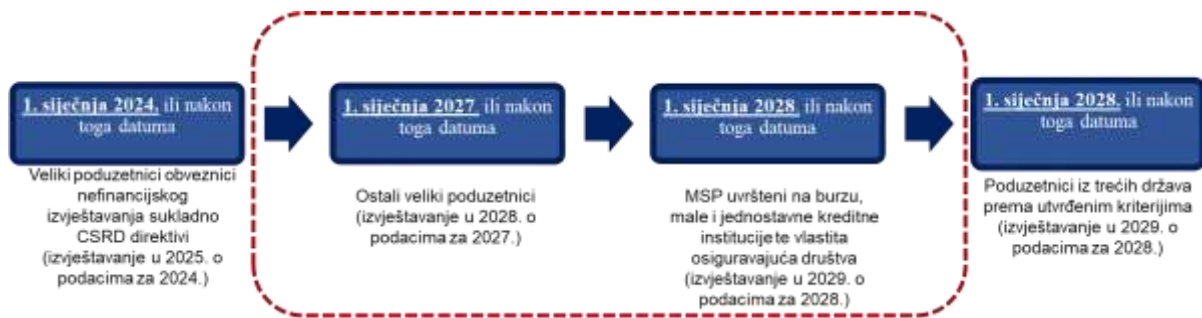 1. siječnja 2024. ili nakon
toga datuma
Veliki poduzetnici obveznici
nefinancijskog
izvještavanja sukladno
CSRD direktivi
(izvještavanje u 2025. o
podacima za 2024.)
1. siječnja 2027. ili nakon
toga datuma
Ostali veliki poduzetnici
(izvještavanje u 2028. o
podacima za 2027.)
1. siječnja 2028. ili nakon
toga datuma
MSP uvršteni na burzu,
male i jednostavne kreditne
institucije te vlastita
osiguravajuća društva
(izvještavanje u 2029. o
podacima za 2028.)
1. siječnja 2028. ili nakon
toga datuma
Poduzetnici iz trećih država
prema utvrđenim kriterijima
(izvještavanje u 2029. o
podacima za 2028.)